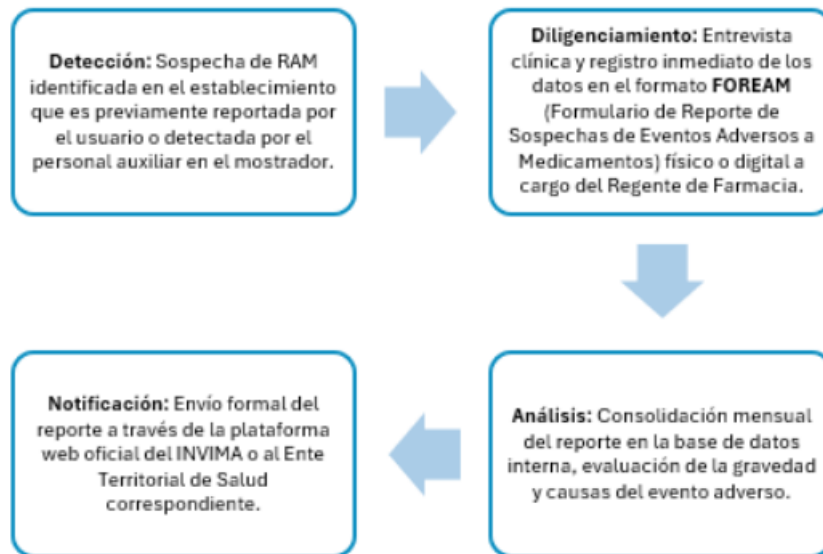 Detección: Sospecha de RAM
identificada en el establecimiento
que es previamente reportada por
el usuario o detectada por el
personal auxiliar en el mostrador.
Diligenciamiento: Entrevista
clínica y registro inmediato de los
datos en el formato FOREAM
(Formulario de Reporte de
Sospechas de Eventos Adversos a
Medicamentos) físico o digital a
cargo del Regente de Farmacia.
Análisis: Consolidación mensual
del reporte en la base de datos
interna, evaluación de la gravedad
y causas del evento adverso.
Notificación: Envío formal del
reporte a través de la plataforma
web oficial del INVIMA o al Ente
Territorial de Salud
correspondiente.